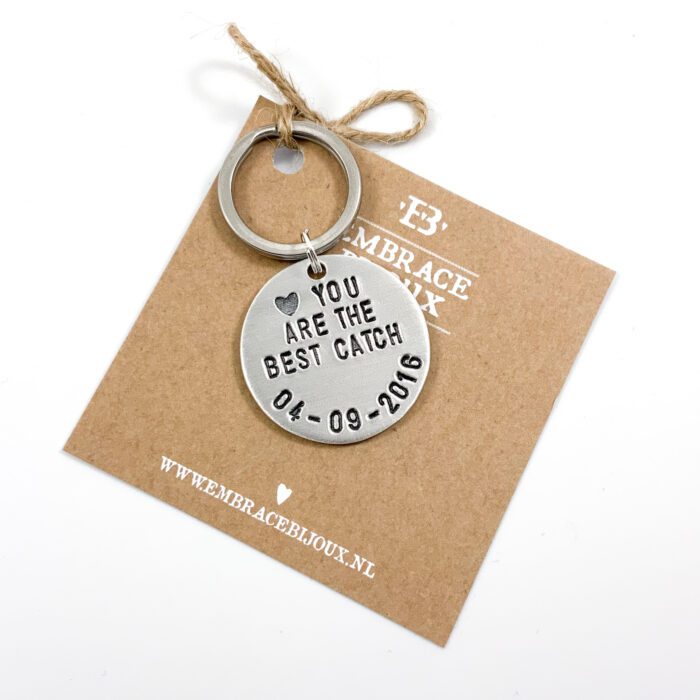 EB
EMBRACE
BIJOUX
YOU
ARE THE
BEST CATCH
04-09-2016
WWW.EMBRACEBIJOUX.NL